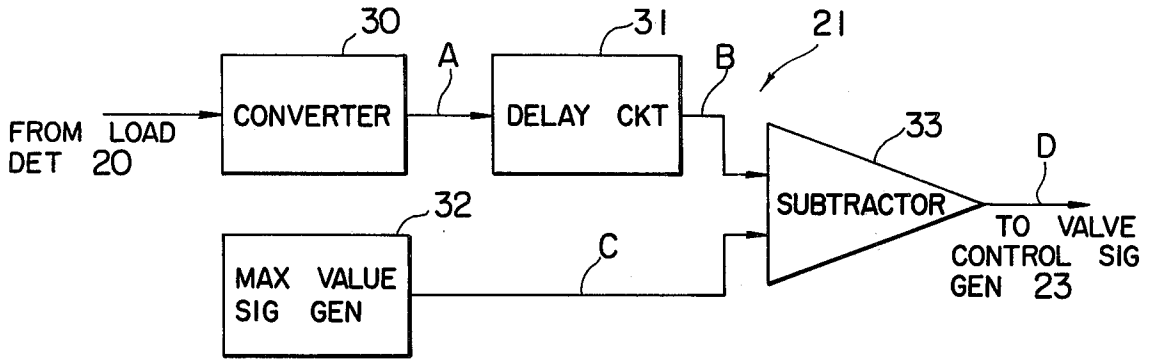 30
31
21
A
B
CONVERTER
DELAY CKT
FROM LOAD
DET 20
33
D
32
SUBTRACTOR
TO VALVE
CONTROL SIG
GEN 23
C
MAX VALUE
SIG GEN